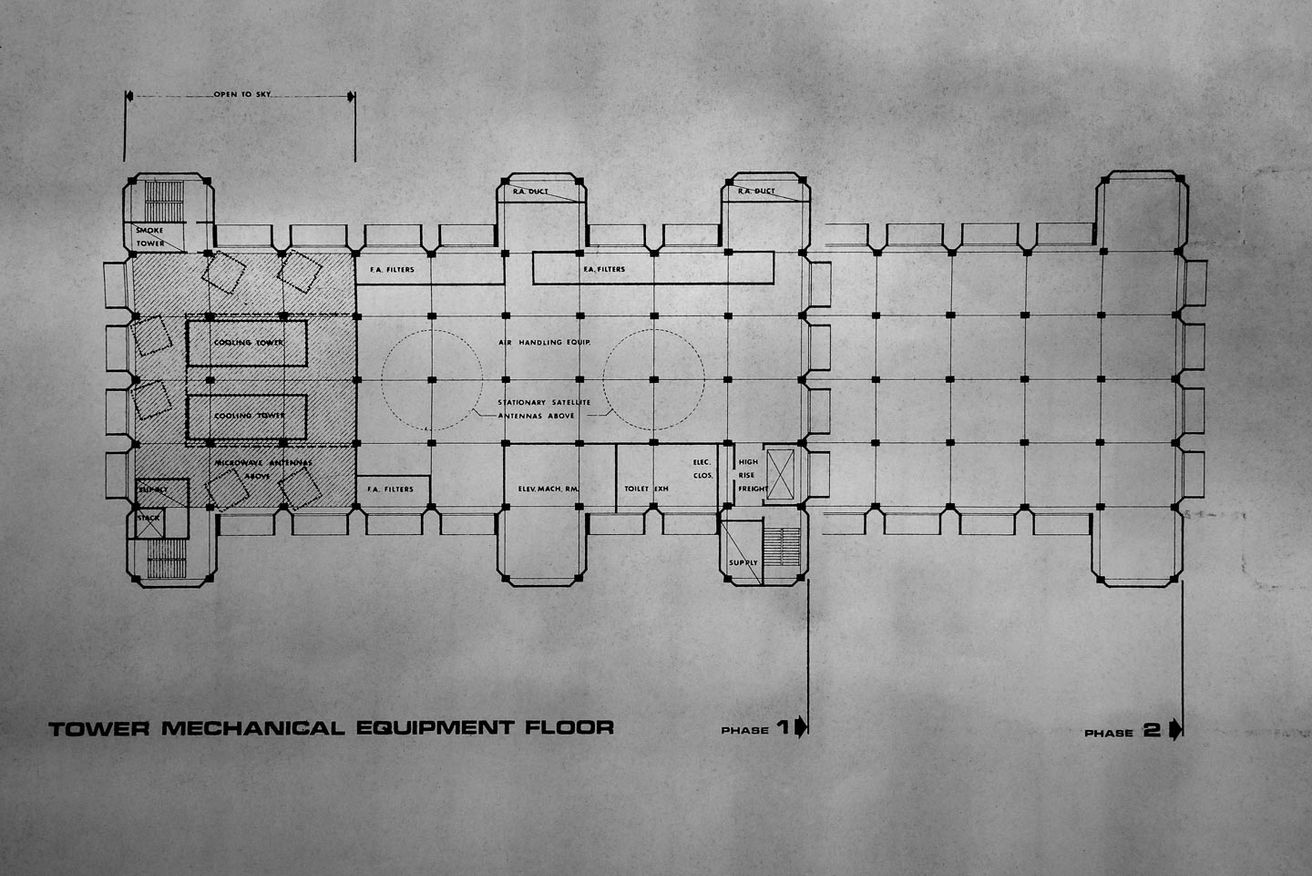 OPEN TO SKY
R.A. DUCT
R.A. DUCT
SMOKE
TOWER
F.A. FILTERS
F.A. FILTERS
COOLING TOWER
AIR HANDLING EQUIP.
STATIONARY SATELLITE
ANTENNAS ABOVE
COOLING TOWER
MICROWAVE ANTENNAS
ABOVE
SUPPLY
STACK
F.A. FILTERS
ELEV. MACH. RM.
TOILET EXH
ELEC.
CLOS.
HIGH
RISE
FREIGHT
SUPPLY
TOWER MECHANICAL EQUIPMENT FLOOR
PHASE 1
PHASE 2